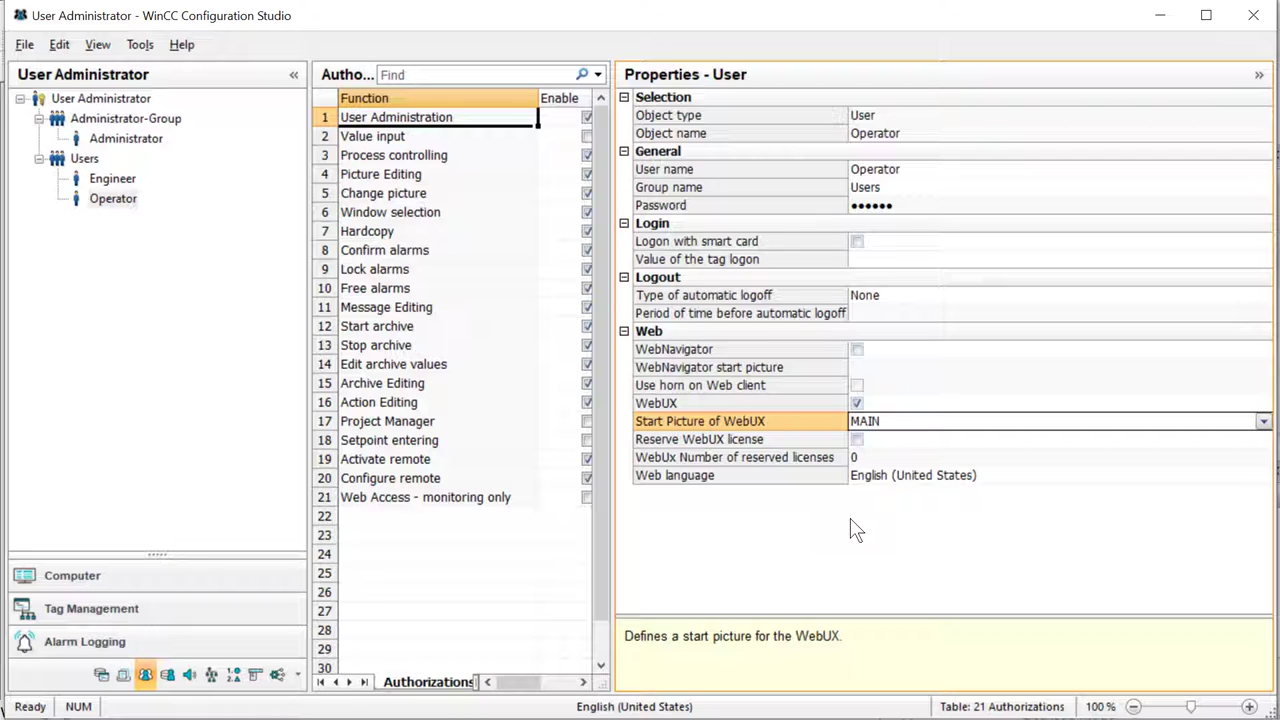 User Administrator - WinCC Configuration Studio
File Edit View Tools Help
User Administrator «
User Administrator
Administrator-Group
Administrator
Users
Engineer
Operator
Computer
Tag Management
Alarm Logging
Autho... Find
Function Enable
1 User Administration
2 Value input
3 Process controlling
4 Picture Editing
5 Change picture
6 Window selection
7 Hardcopy
8 Confirm alarms
9 Lock alarms
10 Free alarms
11 Message Editing
12 Start archive
13 Stop archive
14 Edit archive values
15 Archive Editing
16 Action Editing
17 Project Manager
18 Setpoint entering
19 Activate remote
20 Configure remote
21 Web Access - monitoring only
22
23
24
25
26
27
28
29
30
Authorizations
Properties - User »
Selection
Object type User
Object name Operator
General
User name Operator
Group name Users
Password ••••••
Login
Logon with smart card
Value of the tag logon
Logout
Type of automatic logoff None
Period of time before automatic logoff
Web
WebNavigator
WebNavigator start picture
Use horn on Web client
WebUX
Start Picture of WebUX MAIN
Reserve WebUX license
WebUx Number of reserved licenses 0
Web language English (United States)
Defines a start picture for the WebUX.
Ready NUM English (United States) Table: 21 Authorizations 100 %